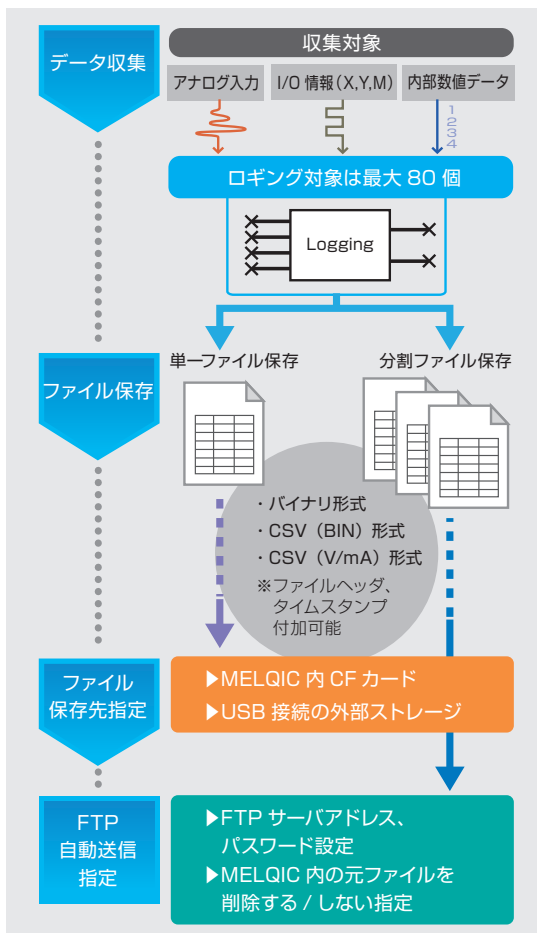 データ収集
収集対象
アナログ入力
I/O 情報(X,Y,M)
内部数値データ
1
2
3
4
ロギング対象は最大 80 個
Logging
ファイル保存
単一ファイル保存
分割ファイル保存
・バイナリ形式
・CSV（BIN）形式
・CSV（V/mA）形式
※ファイルヘッダ、
タイムスタンプ
付加可能
ファイル
保存先指定
▶MELQIC 内 CF カード
▶USB 接続の外部ストレージ
FTP
自動送信
指定
▶FTP サーバアドレス、
パスワード設定
▶MELQIC 内の元ファイルを
削除する / しない指定